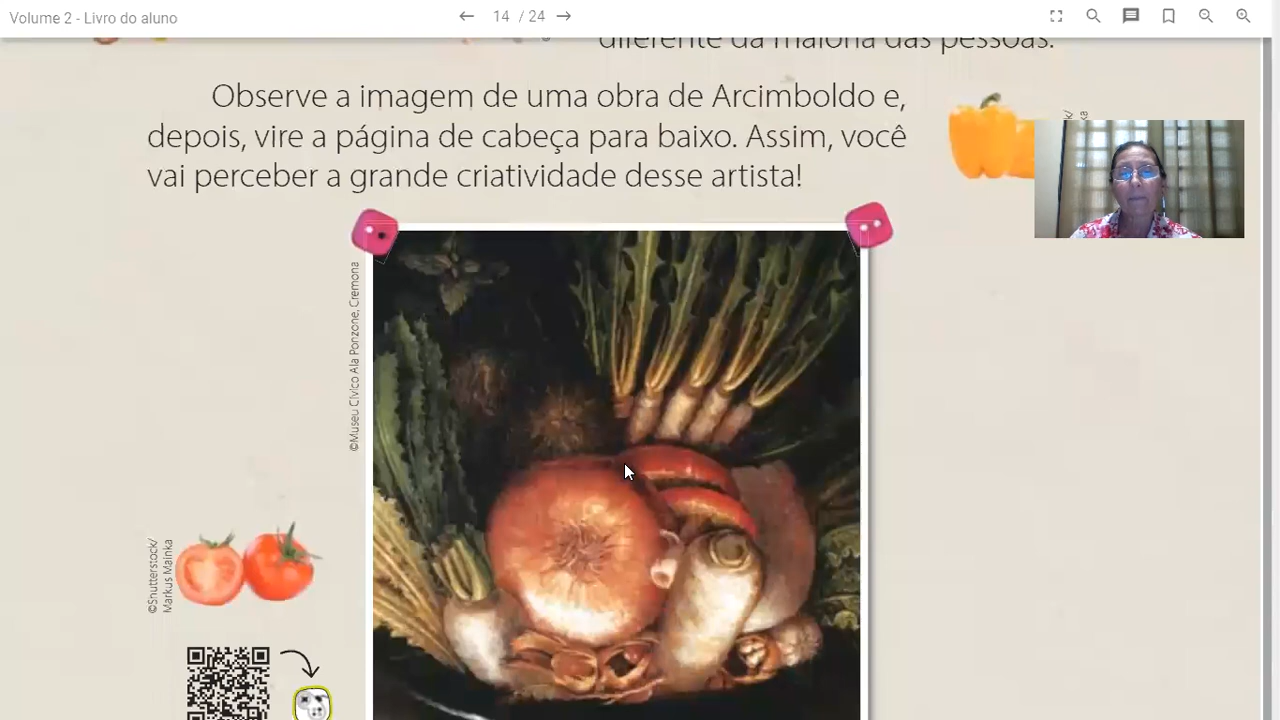 Volume 2 - Livro do aluno
14 / 24
diferente da maioria das pessoas.
Observe a imagem de uma obra de Arcimboldo e,
depois, vire a página de cabeça para baixo. Assim, você
vai perceber a grande criatividade desse artista!
©Museu Cívico Ala Ponzone, Cremona
©Shutterstock/
Markus Mainka